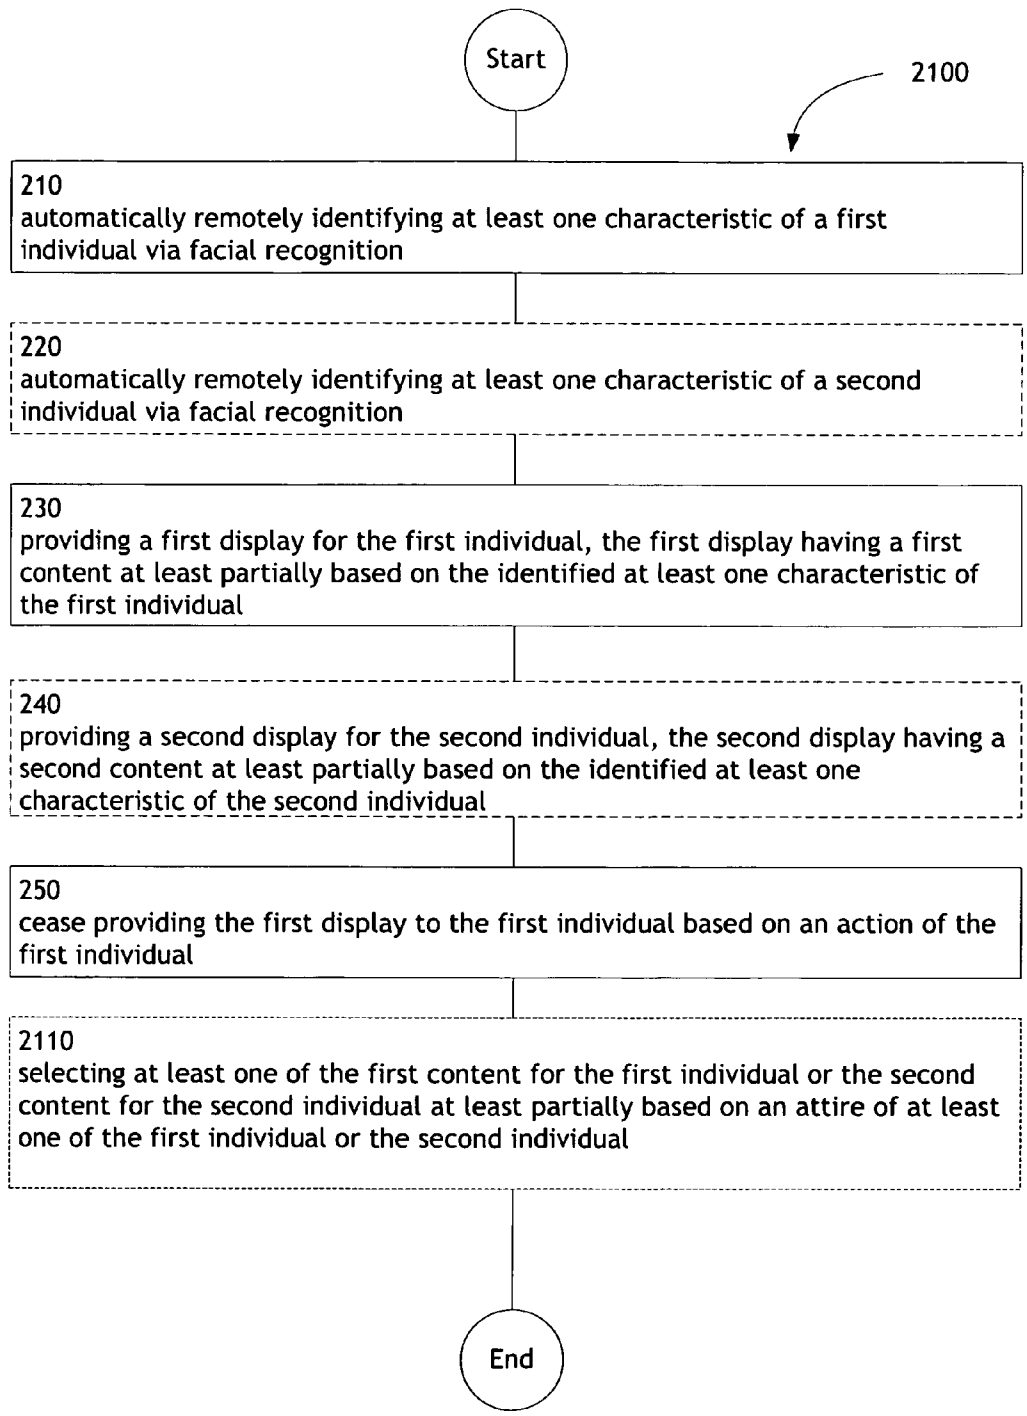 Start
2100
210
automatically remotely identifying at least one characteristic of a first
individual via facial recognition
220
automatically remotely identifying at least one characteristic of a second
individual via facial recognition
230
providing a first display for the first individual, the first display having a first
content at least partially based on the identified at least one characteristic of
the first individual
240
providing a second display for the second individual, the second display having a
second content at least partially based on the identified at least one
characteristic of the second individual
250
cease providing the first display to the first individual based on an action of the
first individual
2110
selecting at least one of the first content for the first individual or the second
content for the second individual at least partially based on an attire of at least
one of the first individual or the second individual
End